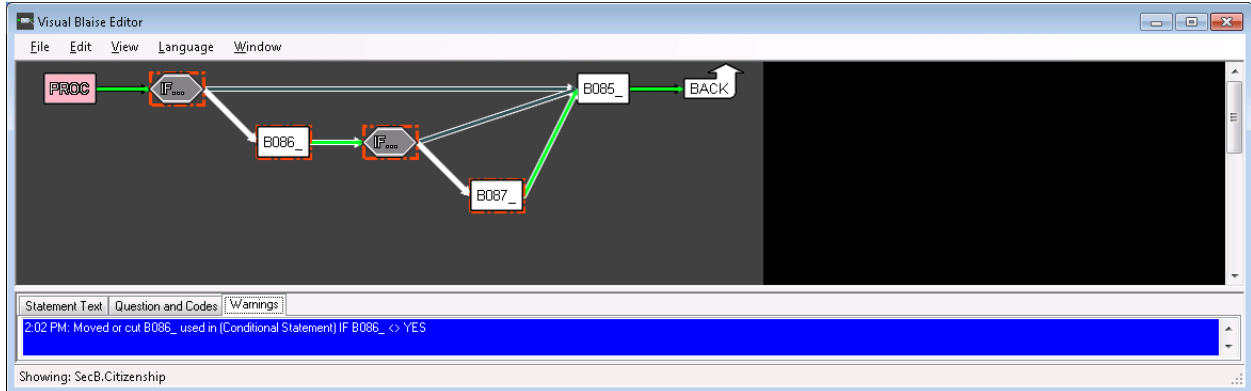 Visual Blaise Editor
File Edit View Language Window
PROC IF... B085_ BACK
B086_ IF...
B087_
Statement Text Question and Codes Warnings
2:02 PM: Moved or cut B086_ used in (Conditional Statement) IF B086_ <> YES
Showing: SecB.Citizenship